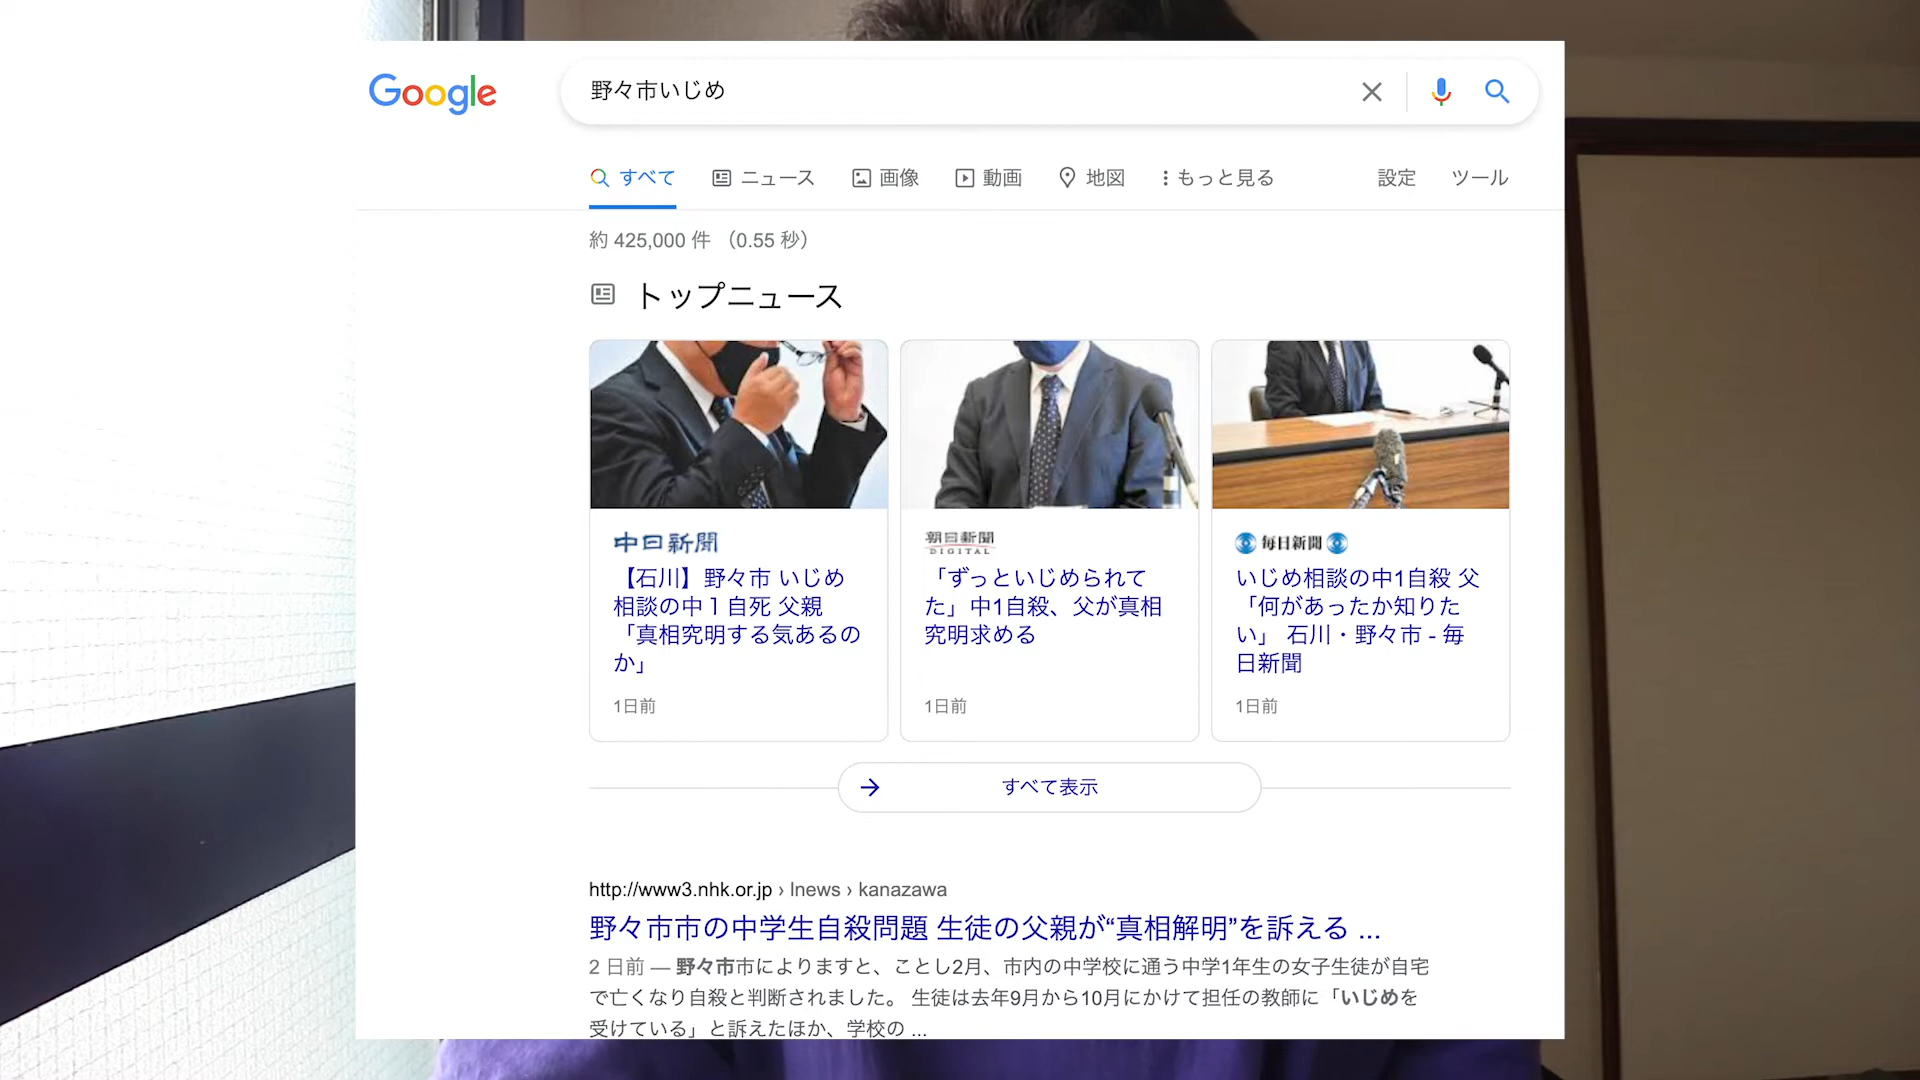 Google
野々市いじめ
すべて ニュース 画像 動画 地図 もっと見る 設定 ツール
約 425,000 件 （0.55 秒）
トップニュース
中日新聞
【石川】野々市 いじめ
相談の中１自死 父親
「真相究明する気あるの
か」
1日前
朝日新聞
DIGITAL
「ずっといじめられて
た」中1自殺、父が真相
究明求める
1日前
毎日新聞
いじめ相談の中1自殺 父
「何があったか知りた
い」 石川・野々市 - 毎
日新聞
1日前
すべて表示
http://www3.nhk.or.jp › lnews › kanazawa
野々市市の中学生自殺問題 生徒の父親が“真相解明”を訴える ...
2 日前 — 野々市市によりますと、ことし2月、市内の中学校に通う中学1年生の女子生徒が自宅
で亡くなり自殺と判断されました。 生徒は去年9月から10月にかけて担任の教師に「いじめを
受けている」と訴えたほか、学校の ...